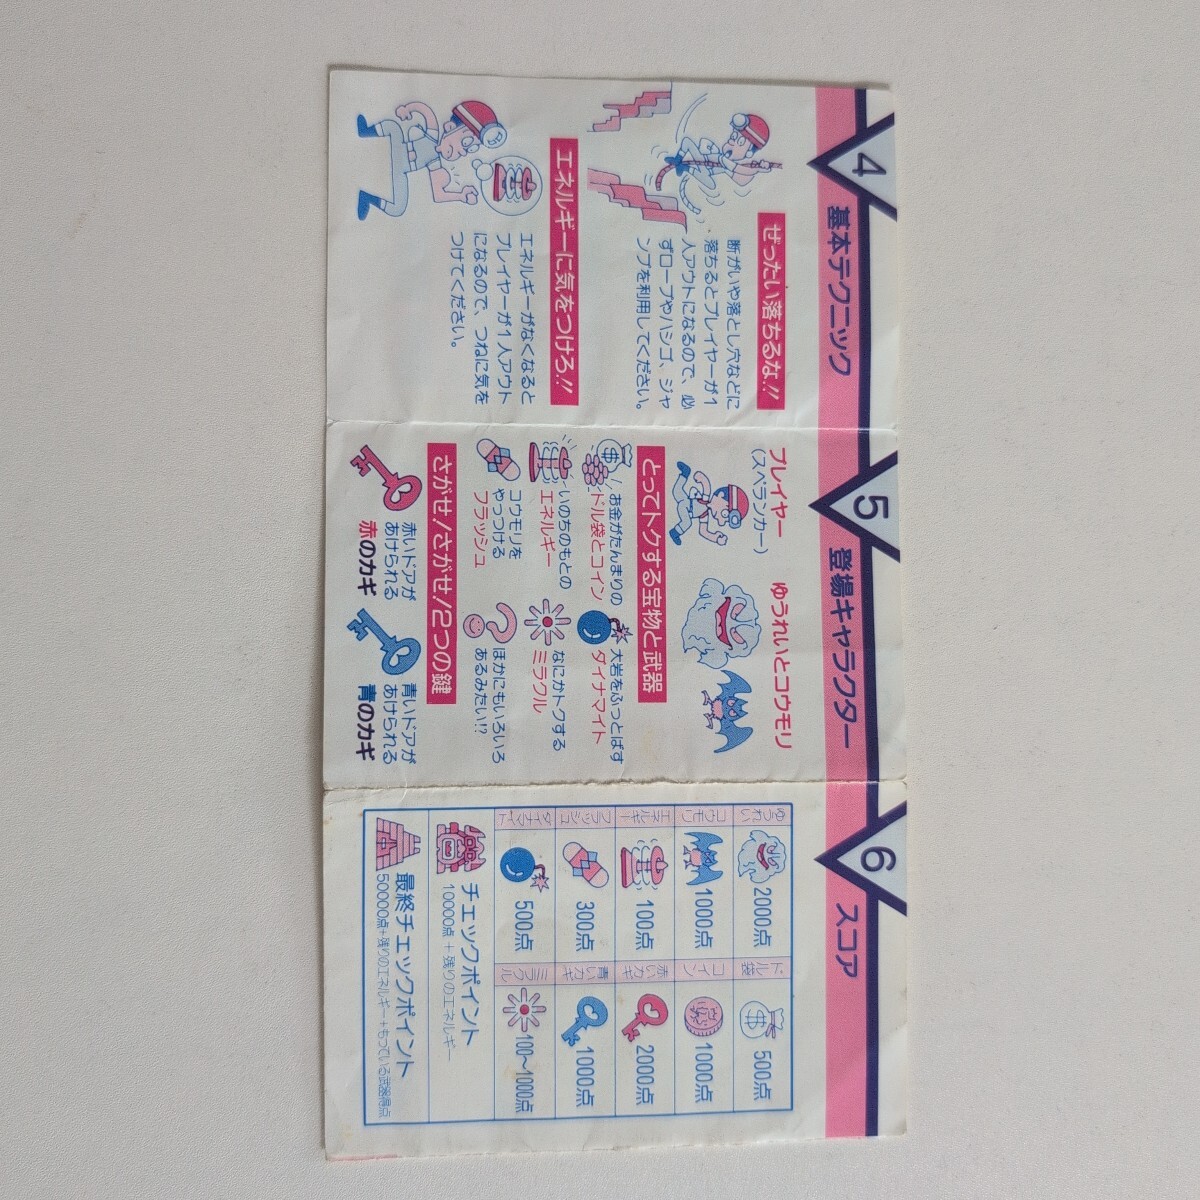 4 基本テクニック
ぜったい落ちるな!!
断がいや落とし穴などに
落ちるとプレイヤーが1
人アウトになるので、必
ずロープやハシゴ、ジャ
ンプを利用してください。
エネルギーに気をつけろ!!
エネルギーがなくなると
プレイヤーが1人アウト
になるので、つねに気を
つけてください。
5 登場キャラクター
プレイヤー
(スペランカー)
ゆうれいとコウモリ
とってトクする宝物と武器
お金がたんまりの
ドル袋とコイン
大岩をふっとばす
ダイナマイト
いのちのもとの
エネルギー
なにかトクする
ミラクル
コウモリを
やっつける
フラッシュ
ほかにもいろいろ
あるみたい!?
さがせ!さがせ!2つの鍵
赤いドアが
あけられる
赤のカギ
青いドアが
あけられる
青のカギ
6 スコア
ゆうれい 2000点
ドル袋 500点
コウモリ 1000点
コイン 1000点
エネルギー 100点
赤いカギ 2000点
フラッシュ 300点
青いカギ 1000点
ダイナマイト 500点
ミラクル 100〜1000点
チェックポイント
10000点+残りのエネルギー
最終チェックポイント
50000点+残りのエネルギー+もっている武器得点